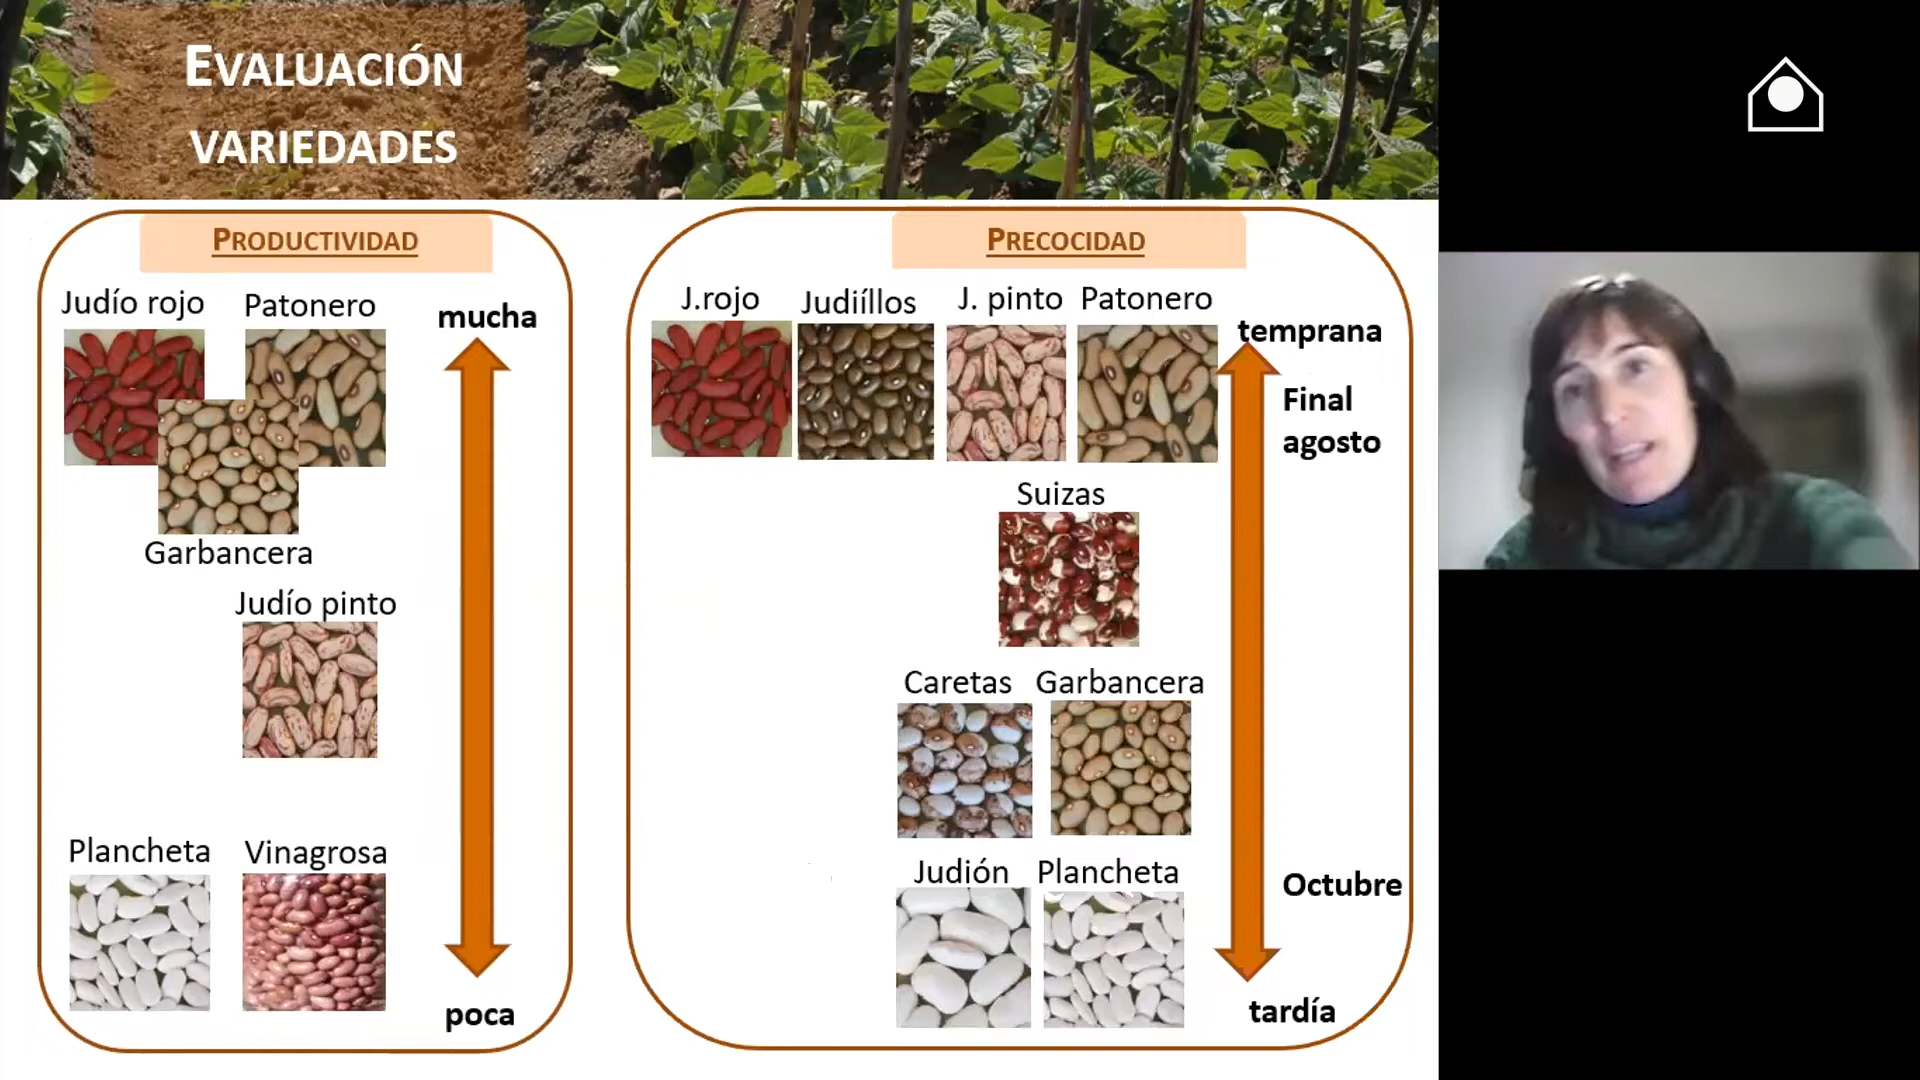 EVALUACIÓN
VARIEDADES
PRODUCTIVIDAD
Judío rojo
Patonero
mucha
Garbancera
Judío pinto
Plancheta
Vinagrosa
poca
PRECOCIDAD
J.rojo
Judiíllos
J. pinto
Patonero
temprana
Final
agosto
Suizas
Caretas
Garbancera
Judión
Plancheta
Octubre
tardía